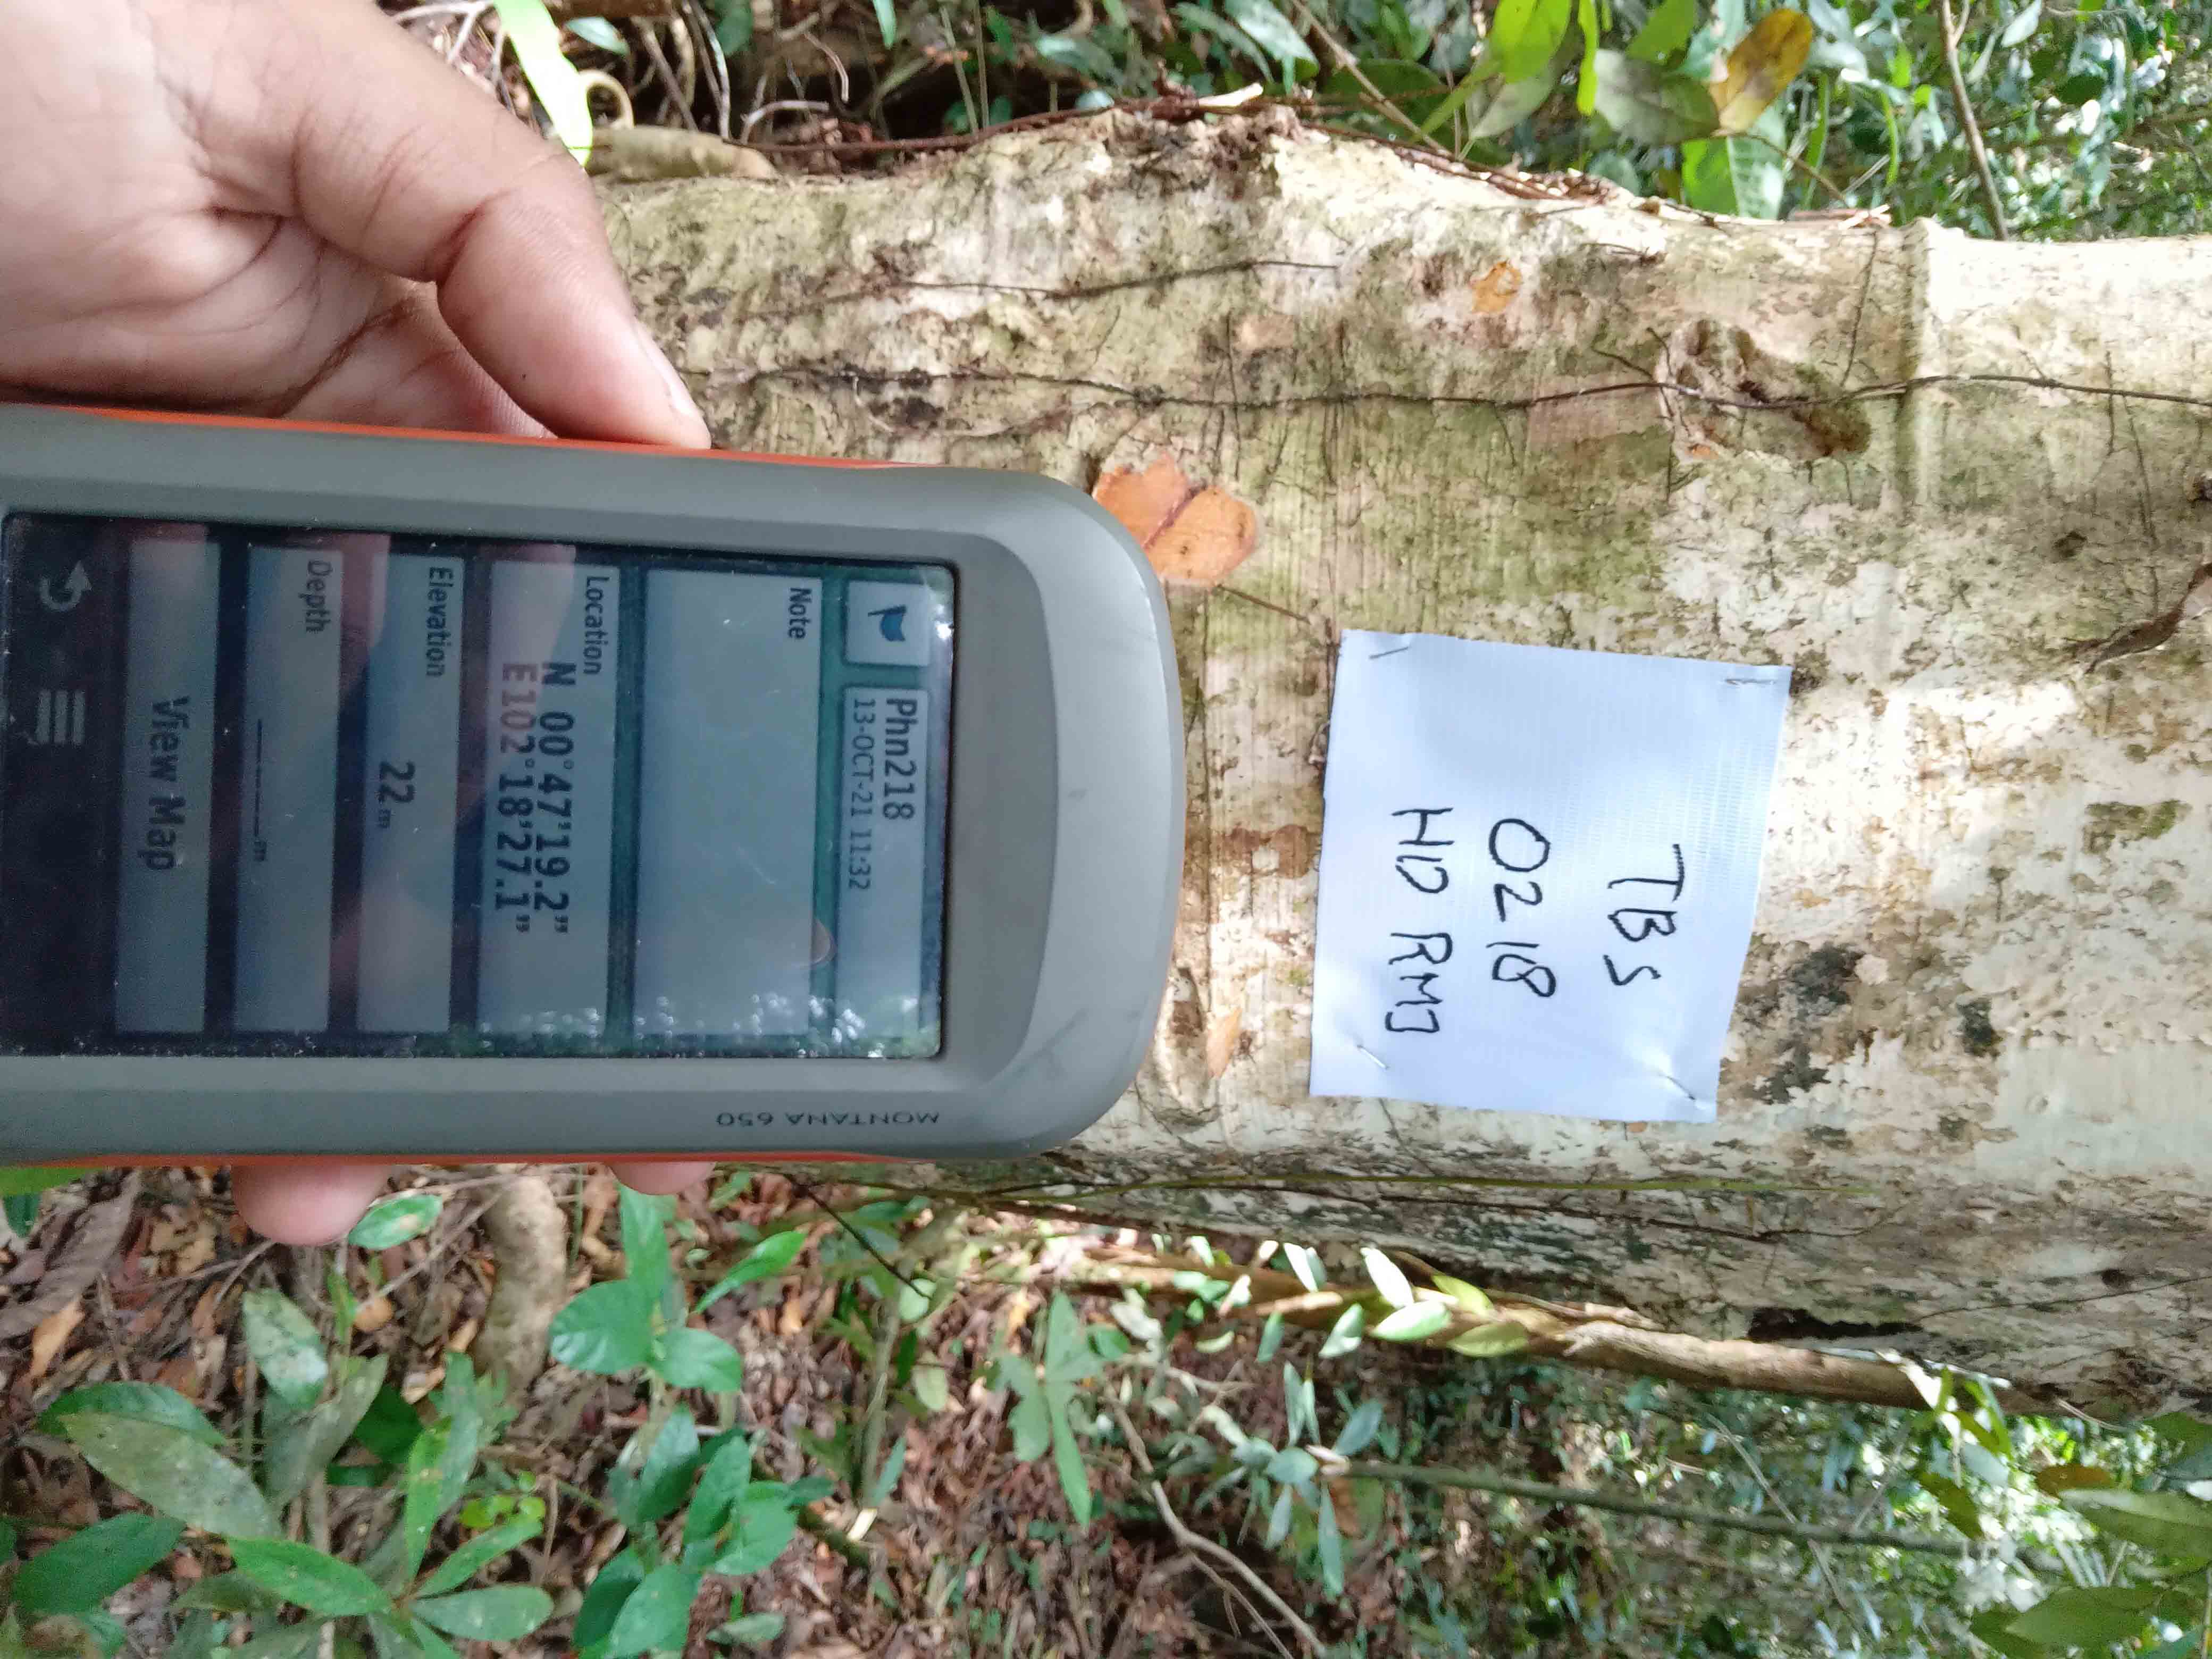 Phn218
13-OCT-21 11:32
Note
Location
N 00°47'19.2"
E102°18'27.1"
Elevation
22 m
Depth
_____ m
View Map
MONTANA 650
TBS
0218
HD RMJ